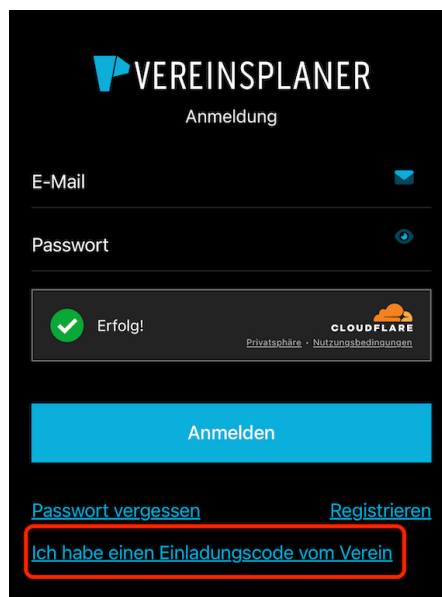 VEREINSPLANER
Anmeldung
E-Mail
Passwort
Erfolg!
CLOUDFLARE
Privatsphäre • Nutzungsbedingungen
Anmelden
Passwort vergessen
Registrieren
Ich habe einen Einladungscode vom Verein